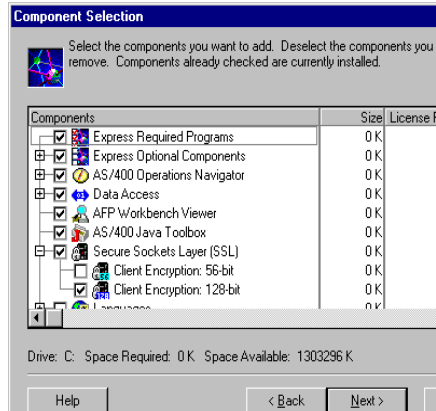 Component Selection
Select the components you want to add. Deselect the components you
remove. Components already checked are currently installed.
Components Size License
Express Required Programs 0 K
Express Optional Components 0 K
AS/400 Operations Navigator 0 K
Data Access 0 K
AFP Workbench Viewer 0 K
AS/400 Java Toolbox 0 K
Secure Sockets Layer (SSL) 0 K
Client Encryption: 56-bit 0 K
Client Encryption: 128-bit 0 K
Languages 0 K
Drive: C: Space Required: 0 K Space Available: 1303296 K
Help < Back Next >